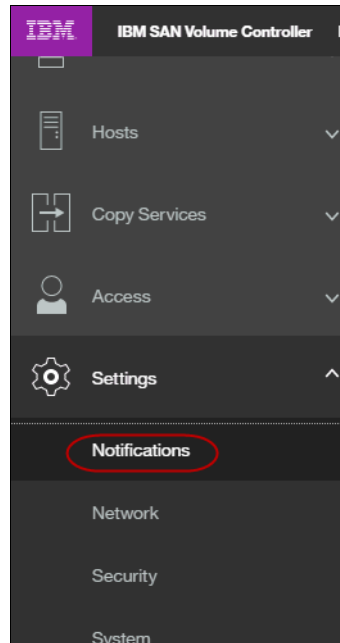 IBM IBM SAN Volume Controller
Hosts
Copy Services
Access
Settings
Notifications
Network
Security
System